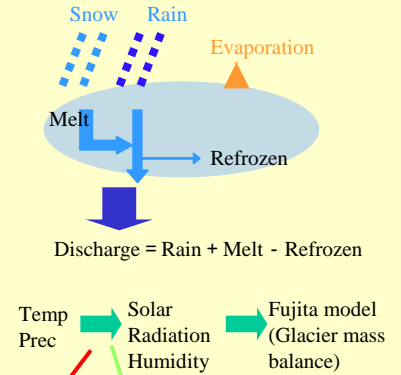 Snow Rain
Evaporation
Melt
Refrozen
Discharge = Rain + Melt - Refrozen
Temp
Prec
Solar
Radiation
Humidity
Fujita model
(Glacier mass
balance)